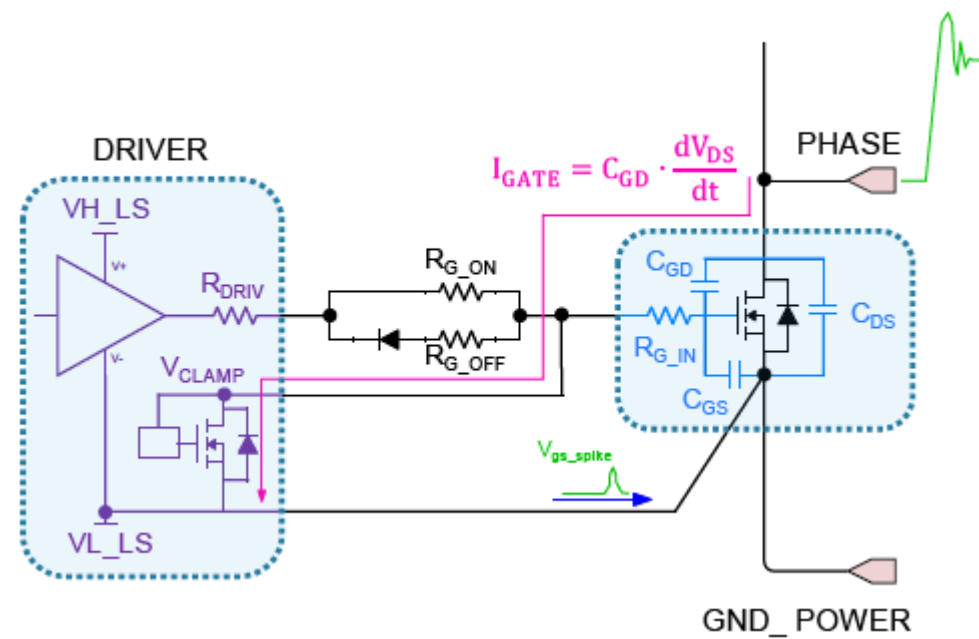 DRIVER
VH_LS
V+
R_DRIV
V-
V_CLAMP
VL_LS
R_G_ON
R_G_OFF
I_GATE = C_GD · dV_DS/dt
PHASE
C_GD
R_G_IN
C_GS
C_DS
V_gs_spike
GND_ POWER